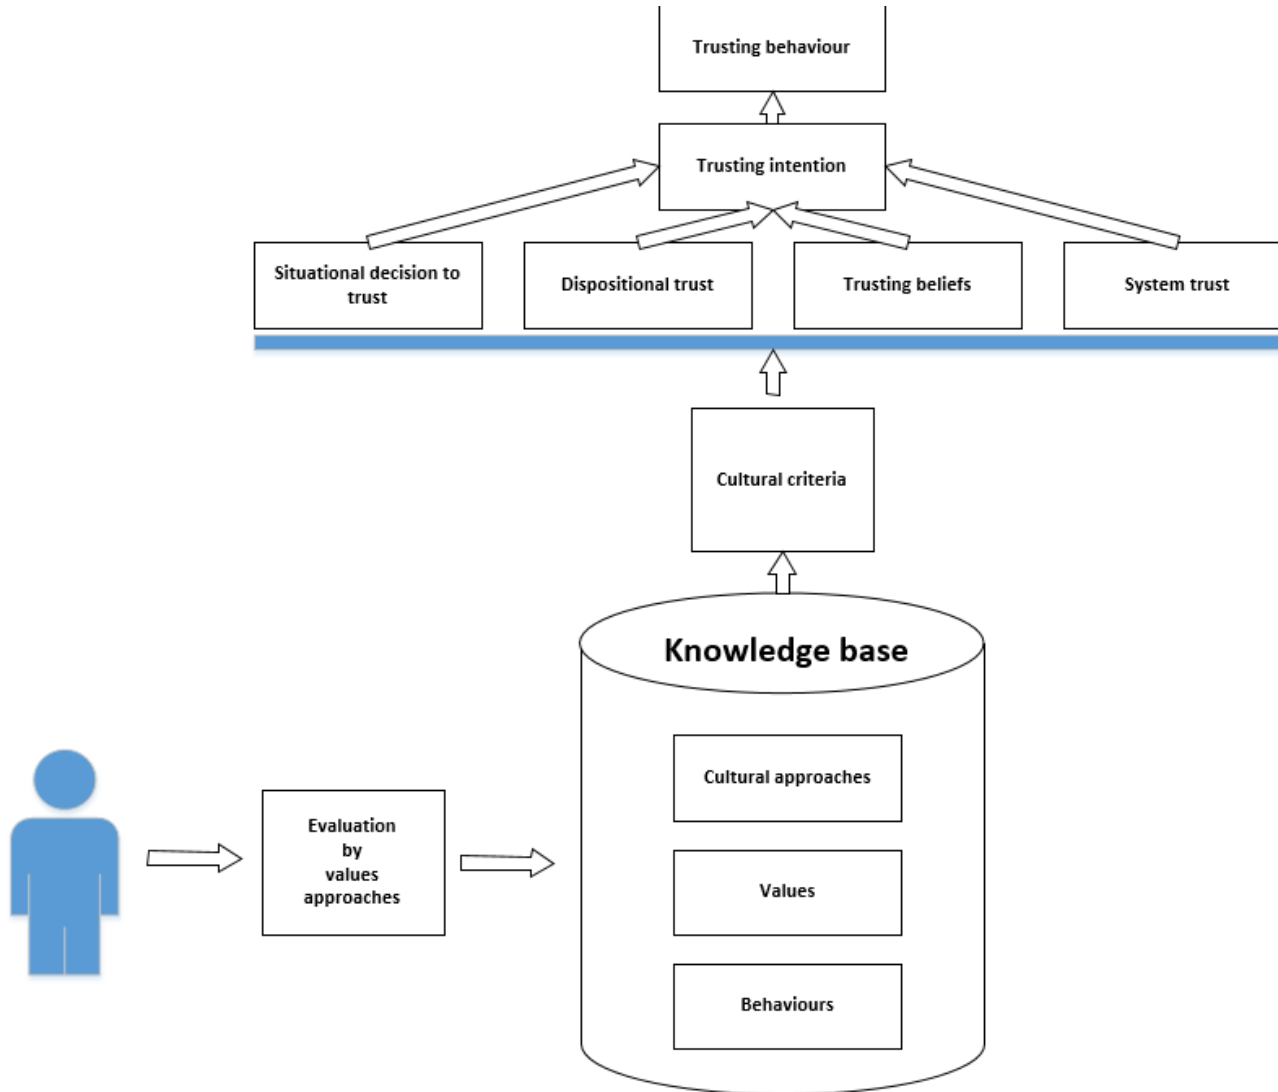 Trusting behaviour
Trusting intention
Situational decision to
trust
Dispositional trust
Trusting beliefs
System trust
Cultural criteria
Knowledge base
Cultural approaches
Evaluation
by
values
approaches
Values
Behaviours